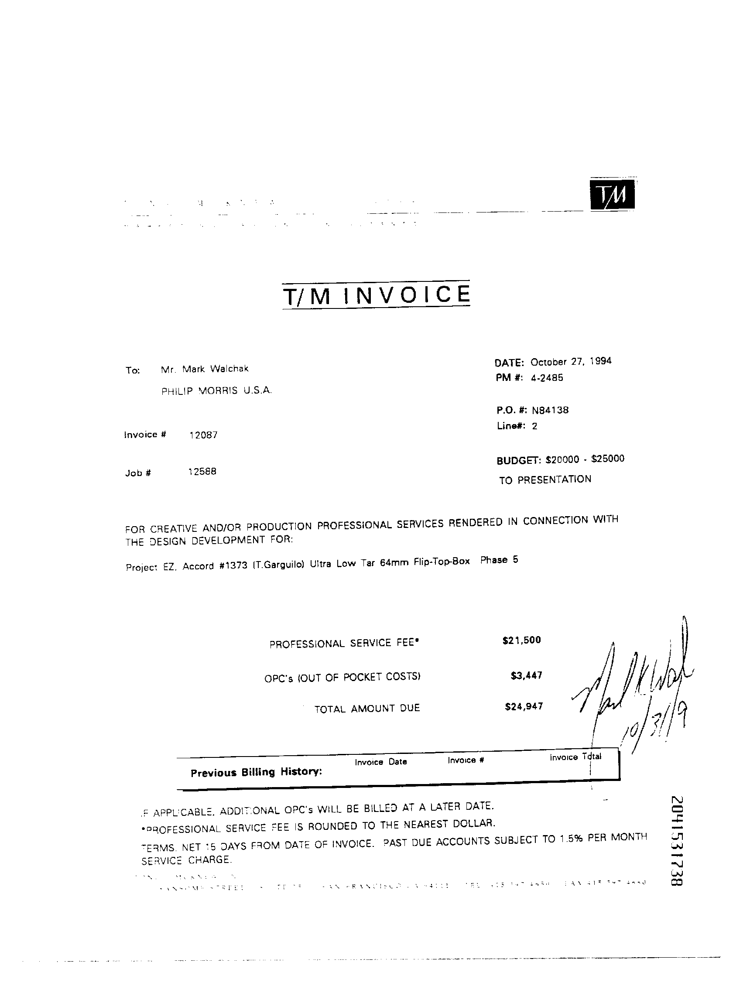 TM
T/M INVOICE
To: Mr. Mark Walchak
PHILIP MORRIS U.S.A.
DATE: October 27, 1994
PM #: 4-2485
P.O. #: N84138
Line#: 2
Invoice # 12087
Job # 12588
BUDGET: $20000 - $25000
TO PRESENTATION
FOR CREATIVE AND/OR PRODUCTION PROFESSIONAL SERVICES RENDERED IN CONNECTION WITH
THE DESIGN DEVELOPMENT FOR:
Project EZ, Accord #1373 (T.Garguilo) Ultra Low Tar 64mm Flip-Top-Box Phase 5
PROFESSIONAL SERVICE FEE* $21,500
OPC's (OUT OF POCKET COSTS) $3,447
TOTAL AMOUNT DUE $24,947
Mark Wal
10/31/9
Previous Billing History: Invoice Date Invoice # Invoice Total
IF APPLICABLE, ADDITIONAL OPC's WILL BE BILLED AT A LATER DATE.
*PROFESSIONAL SERVICE FEE IS ROUNDED TO THE NEAREST DOLLAR.
TERMS: NET 15 DAYS FROM DATE OF INVOICE. PAST DUE ACCOUNTS SUBJECT TO 1.5% PER MONTH
SERVICE CHARGE.
2041531738